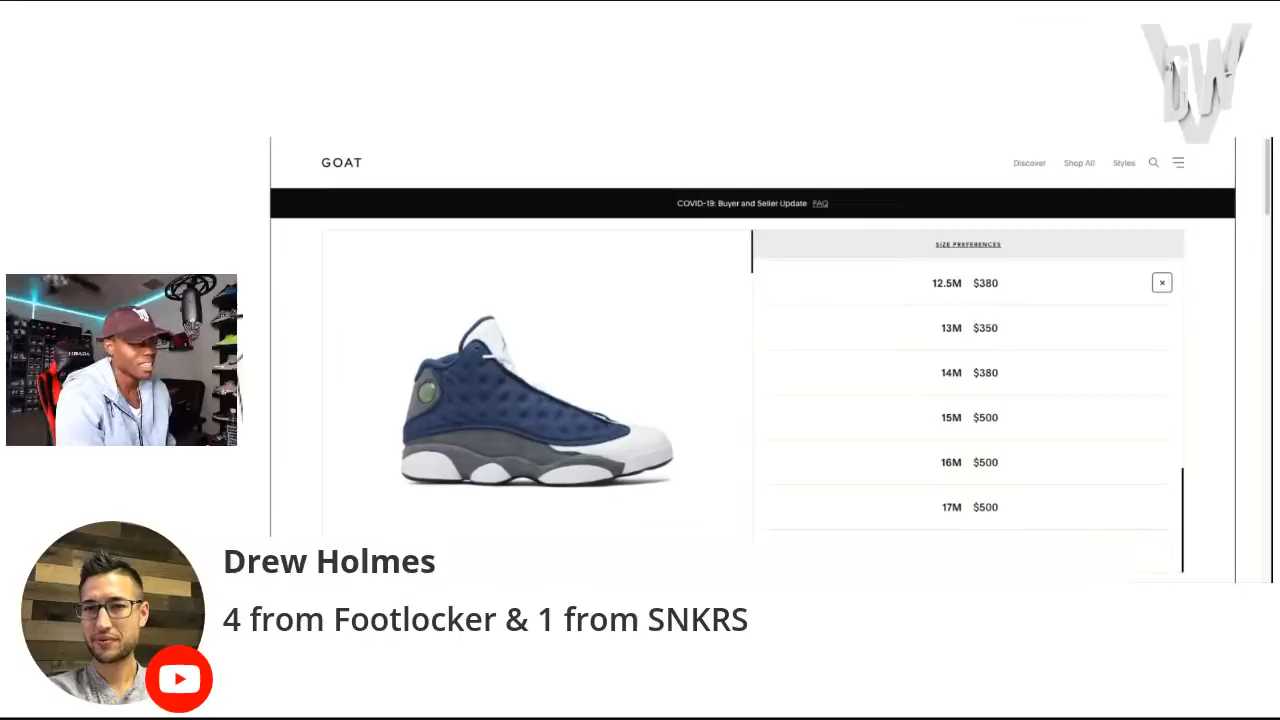 DW
GOAT
Discover Shop All Styles
COVID-19: Buyer and Seller Update FAQ
SIZE PREFERENCES
12.5M $380
×
13M $350
14M $380
15M $500
16M $500
17M $500
Drew Holmes
4 from Footlocker & 1 from SNKRS